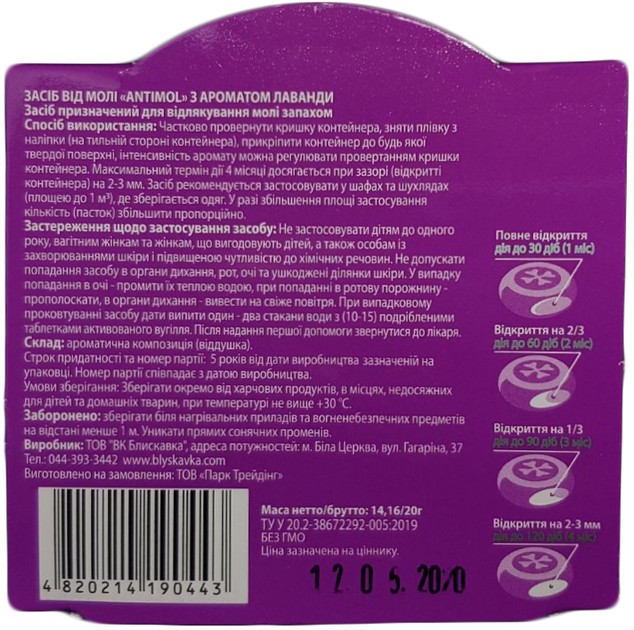 ЗАСІБ ВІД МОЛІ «ANTIMOL» З АРОМАТОМ ЛАВАНДИ
Засіб призначений для відлякування молі запахом
Спосіб використання: Частково провернути кришку контейнера, зняти плівку з
наліпки (на тильній стороні контейнера), прикріпити контейнер до будь якої
твердої поверхні, інтенсивність аромату можна регулювати провертанням кришки
контейнера. Максимальний термін дії 4 місяці досягається при зазорі (відкритті
контейнера) на 2-3 мм. Засіб рекомендується застосовувати у шафах та шухлядах
(площею до 1 м³), де зберігається одяг. У разі збільшення площі застосування
кількість (пасток) збільшити пропорційно.
Застереження щодо застосування засобу: Не застосовувати дітям до одного
року, вагітним жінкам та жінкам, що вигодовують дітей, а також особам із
захворюваннями шкіри і підвищеною чутливістю до хімічних речовин. Не допускати
попадання засобу в органи дихання, рот, очі та ушкоджені ділянки шкіри. У випадку
попадання в очі - промити їх теплою водою, при попаданні в ротову порожнину -
прополоскати, в органи дихання - вивести на свіже повітря. При випадковому
проковтуванні засобу дати випити один - два стакани води з (10-15) подрібленими
таблетками активованого вугілля. Після надання першої допомоги звернутися до лікаря.
Склад: ароматична композиція (віддушка).
Строк придатності та номер партії: 5 років від дати виробництва зазначеній на
упаковці. Номер партії співпадає з датою виробництва.
Умови зберігання: Зберігати окремо від харчових продуктів, в місцях, недосяжних
для дітей та домашніх тварин, при температурі не вище +30 °С.
Заборонено: зберігати біля нагрівальних приладів та вогненебезпечних предметів
на відстані менше 1 м. Уникати прямих сонячних променів.
Виробник: ТОВ "ВК Блискавка", адреса потужностей: м. Біла Церква, вул. Гагаріна, 37
Тел.: 044-393-3442 www.blyskavka.com
Виготовлено на замовлення: ТОВ «Парк Трейдінг»
Повне відкриття
дія до 30 діб (1 міс)
Відкриття на 2/3
дія до 60 діб (2 міс)
Відкриття на 1/3
дія до 90 діб (3 міс)
Відкриття на 2-3 мм
дія до 120 діб (4 міс)
4 820214 190443
Маса нетто/брутто: 14,16/20г
ТУ У 20.2-38672292-005:2019
БЕЗ ГМО
Ціна зазначена на ціннику.
12.05.2020